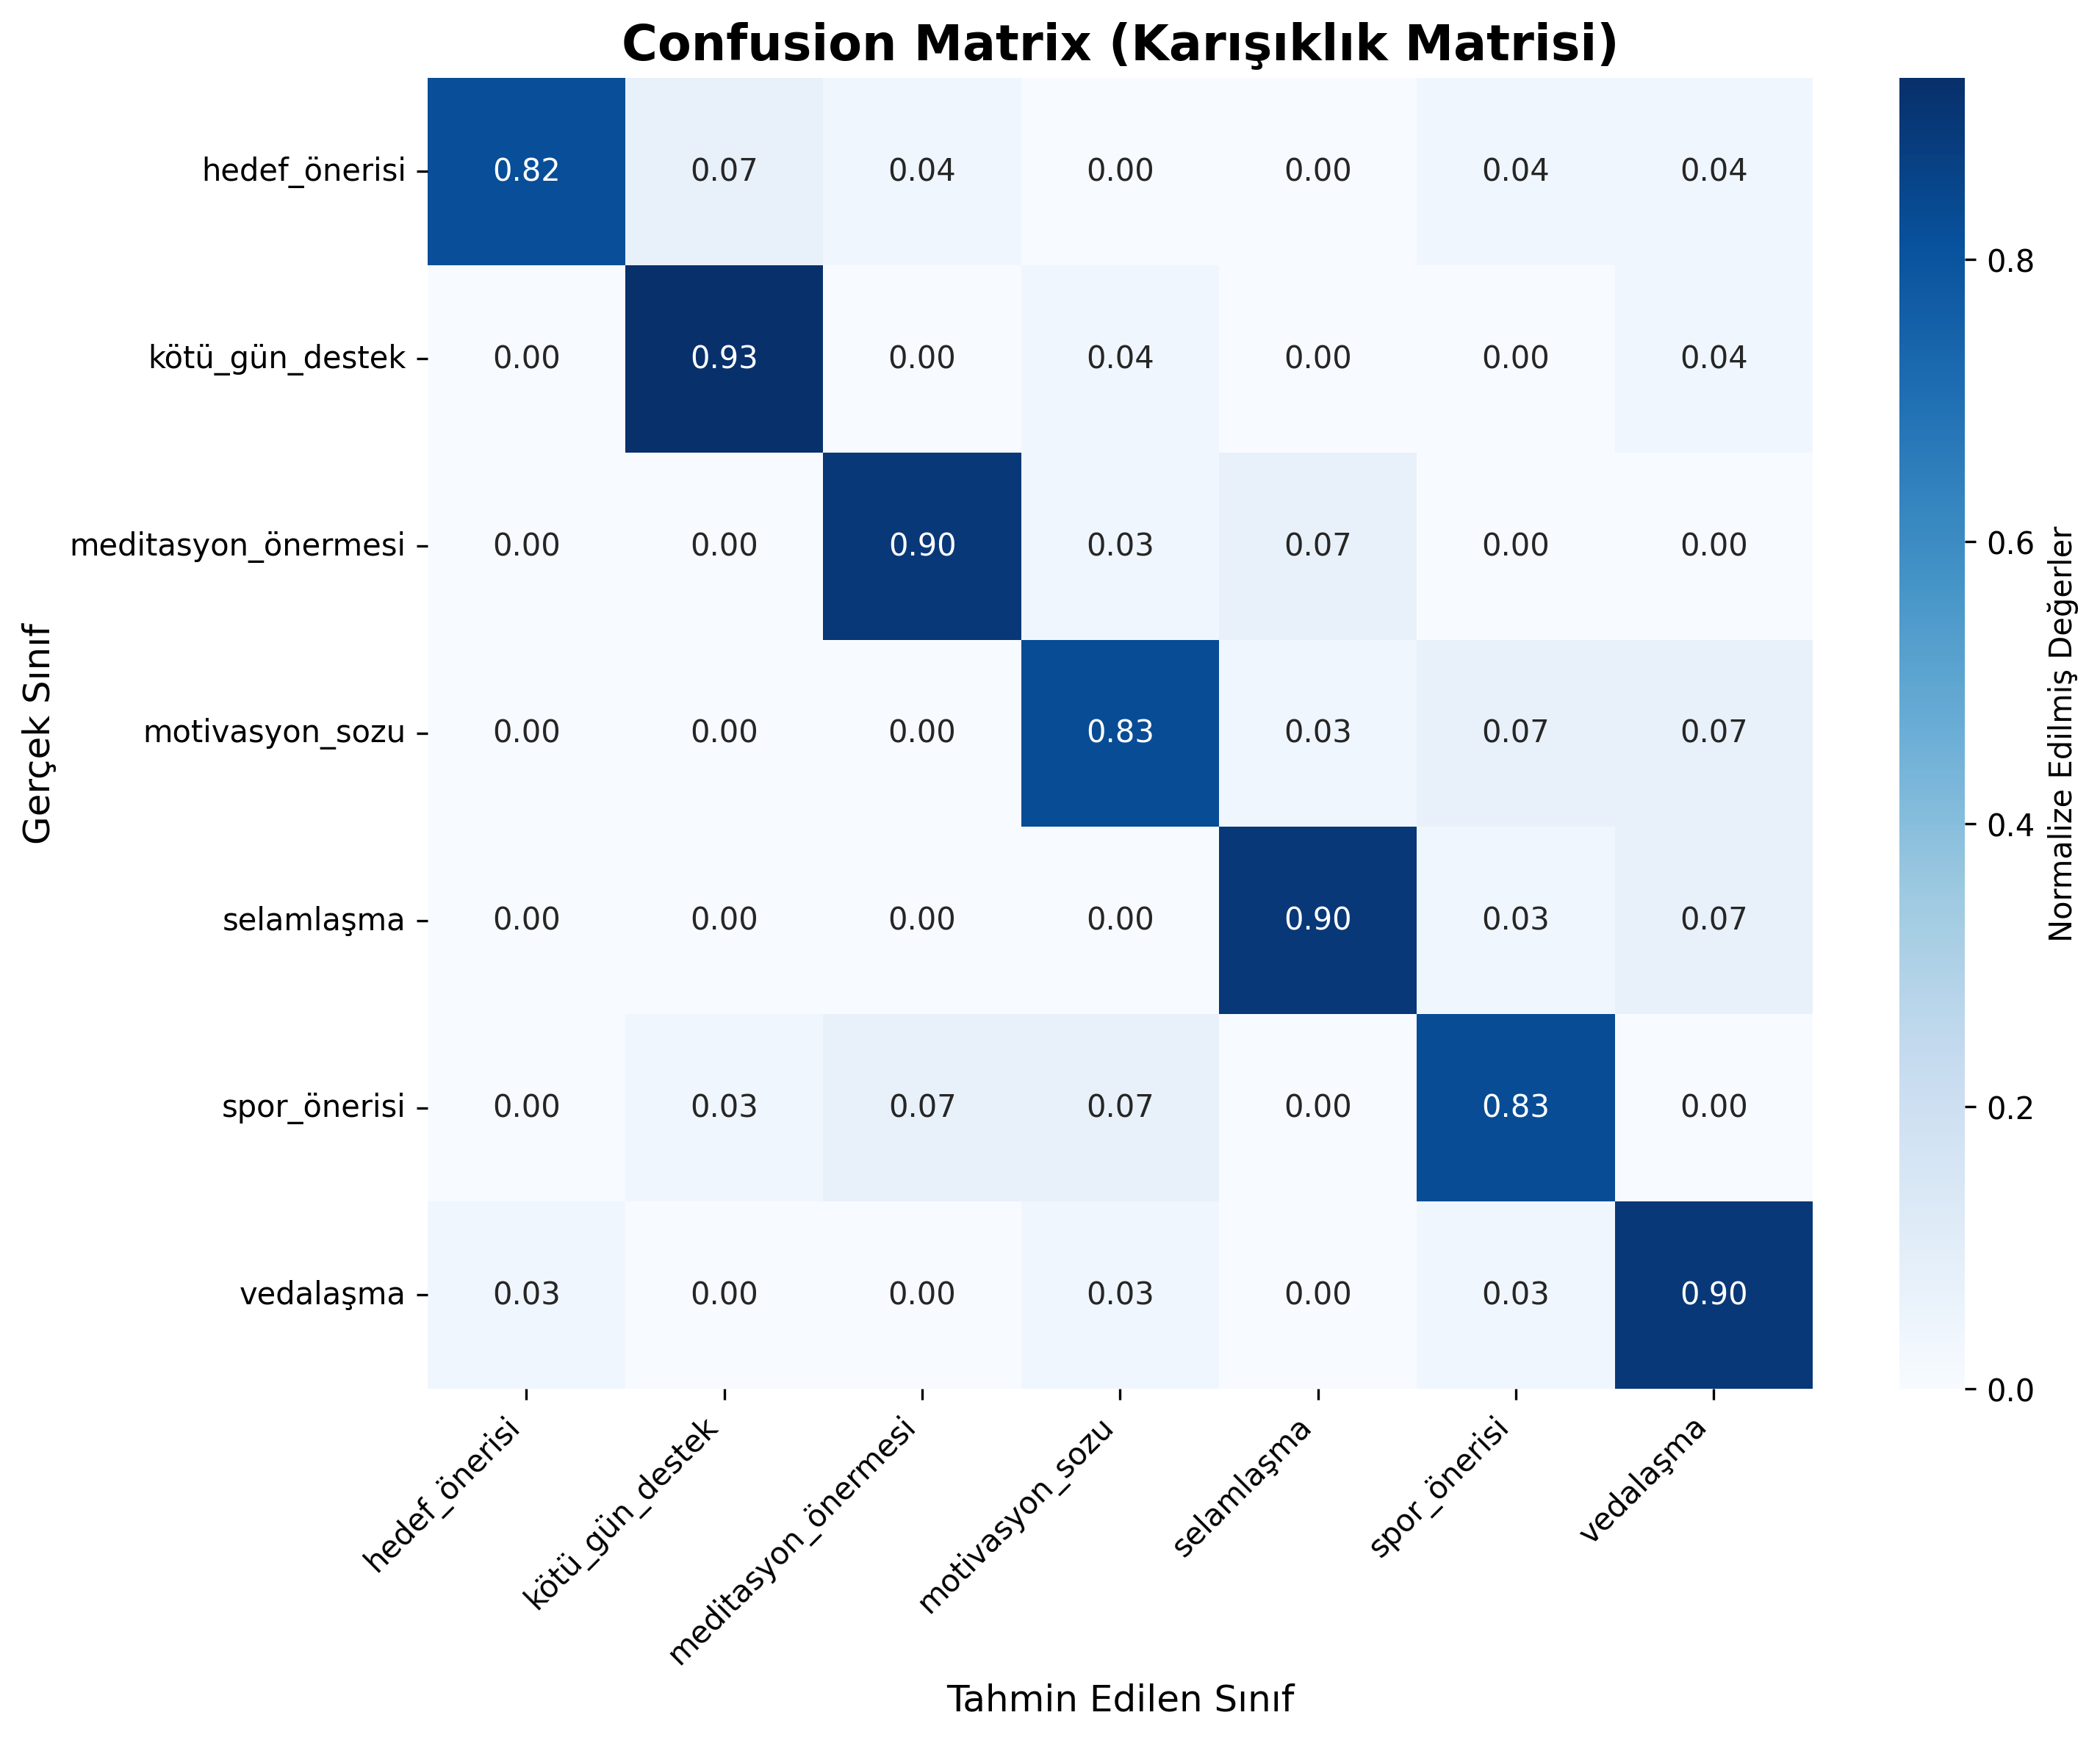 Confusion Matrix (Karışıklık Matrisi)
hedef_önerisi 0.82 0.07 0.04 0.00 0.00 0.04 0.04
kötü_gün_destek 0.00 0.93 0.00 0.04 0.00 0.00 0.04
meditasyon_önermesi 0.00 0.00 0.90 0.03 0.07 0.00 0.00
motivasyon_sozu 0.00 0.00 0.00 0.83 0.03 0.07 0.07
selamlaşma 0.00 0.00 0.00 0.00 0.90 0.03 0.07
spor_önerisi 0.00 0.03 0.07 0.07 0.00 0.83 0.00
vedalaşma 0.03 0.00 0.00 0.03 0.00 0.03 0.90
Gerçek Sınıf
hedef_önerisi
kötü_gün_destek
meditasyon_önermesi
motivasyon_sozu
selamlaşma
spor_önerisi
vedalaşma
Tahmin Edilen Sınıf
0.8
0.6
0.4
0.2
0.0
Normalize Edilmiş Değerler